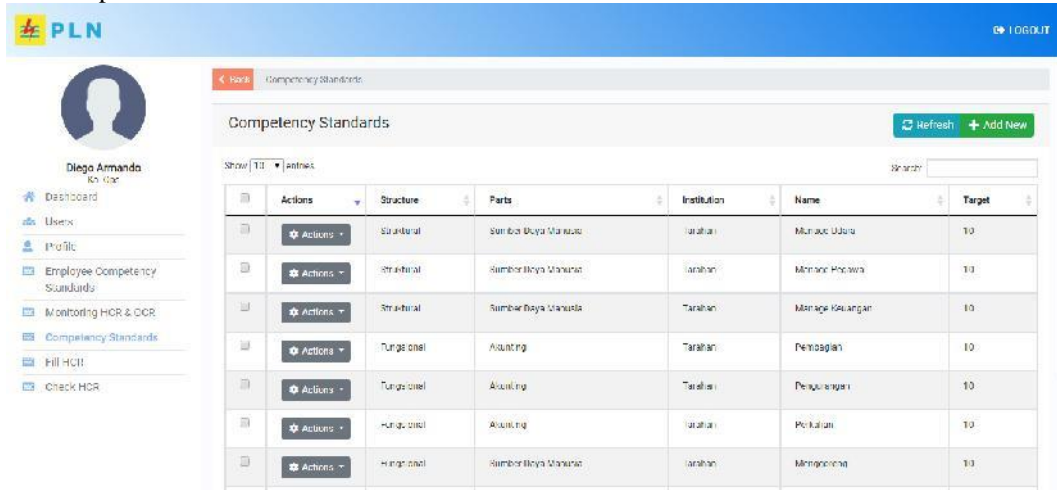 PLN
LOGOUT
Back Competency Standards
Competency Standards
Refresh
Add New
Diego Armando
Show 10 entries
Search:
Dashboard
Users
Profile
Employee Competency
Standards
Monitoring HCR & OCR
Competency Standards
Fill HCR
Check HCR
Actions Structure Parts Institution Name Target
Actions Struktural Sumber Daya Manusia Tarahan Manage Udara 10
Actions Struktural Sumber Daya Manusia Tarahan Manage Pegawai 10
Actions Struktural Sumber Daya Manusia Tarahan Manage Keuangan 10
Actions Fungsional Akunting Tarahan Pembagian 10
Actions Fungsional Akunting Tarahan Pengurangan 10
Actions Fungsional Akunting Tarahan Perkalian 10
Actions Fungsional Sumber Daya Manusia Tarahan Menggoreng 10